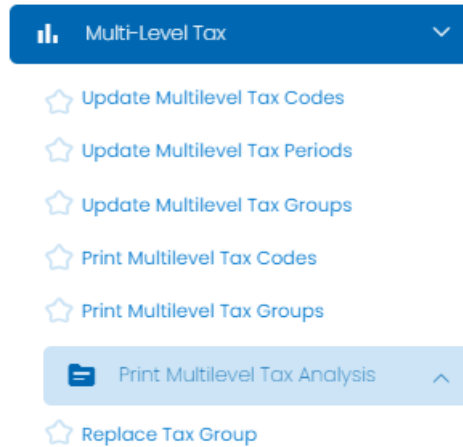 Multi-Level Tax
Update Multilevel Tax Codes
Update Multilevel Tax Periods
Update Multilevel Tax Groups
Print Multilevel Tax Codes
Print Multilevel Tax Groups
Print Multilevel Tax Analysis
Replace Tax Group